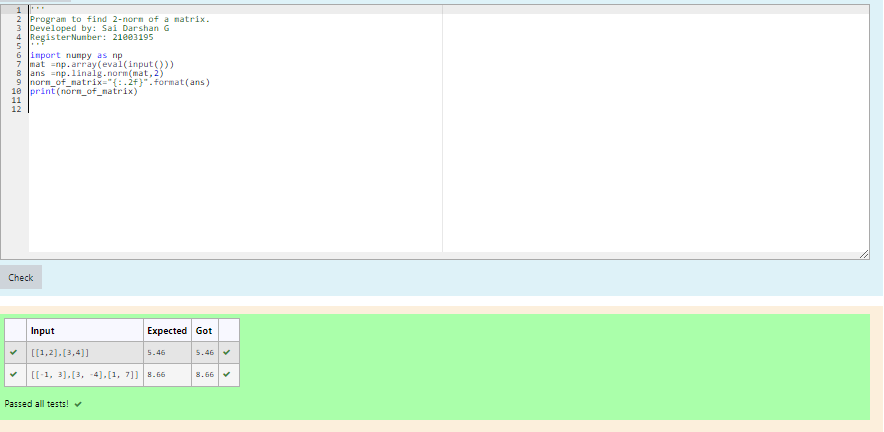 1 '''
2 Program to find 2-norm of a matrix.
3 Developed by: Sai Darshan G
4 RegisterNumber: 21003195
5 '''
6 import numpy as np
7 mat =np.array(eval(input()))
8 ans =np.linalg.norm(mat,2)
9 norm_of_matrix="{:.2f}".format(ans)
10 print(norm_of_matrix)
11
12
Check
Input Expected Got
[[1,2],[3,4]] 5.46 5.46
[[-1, 3],[3, -4],[1, 7]] 8.66 8.66
Passed all tests!